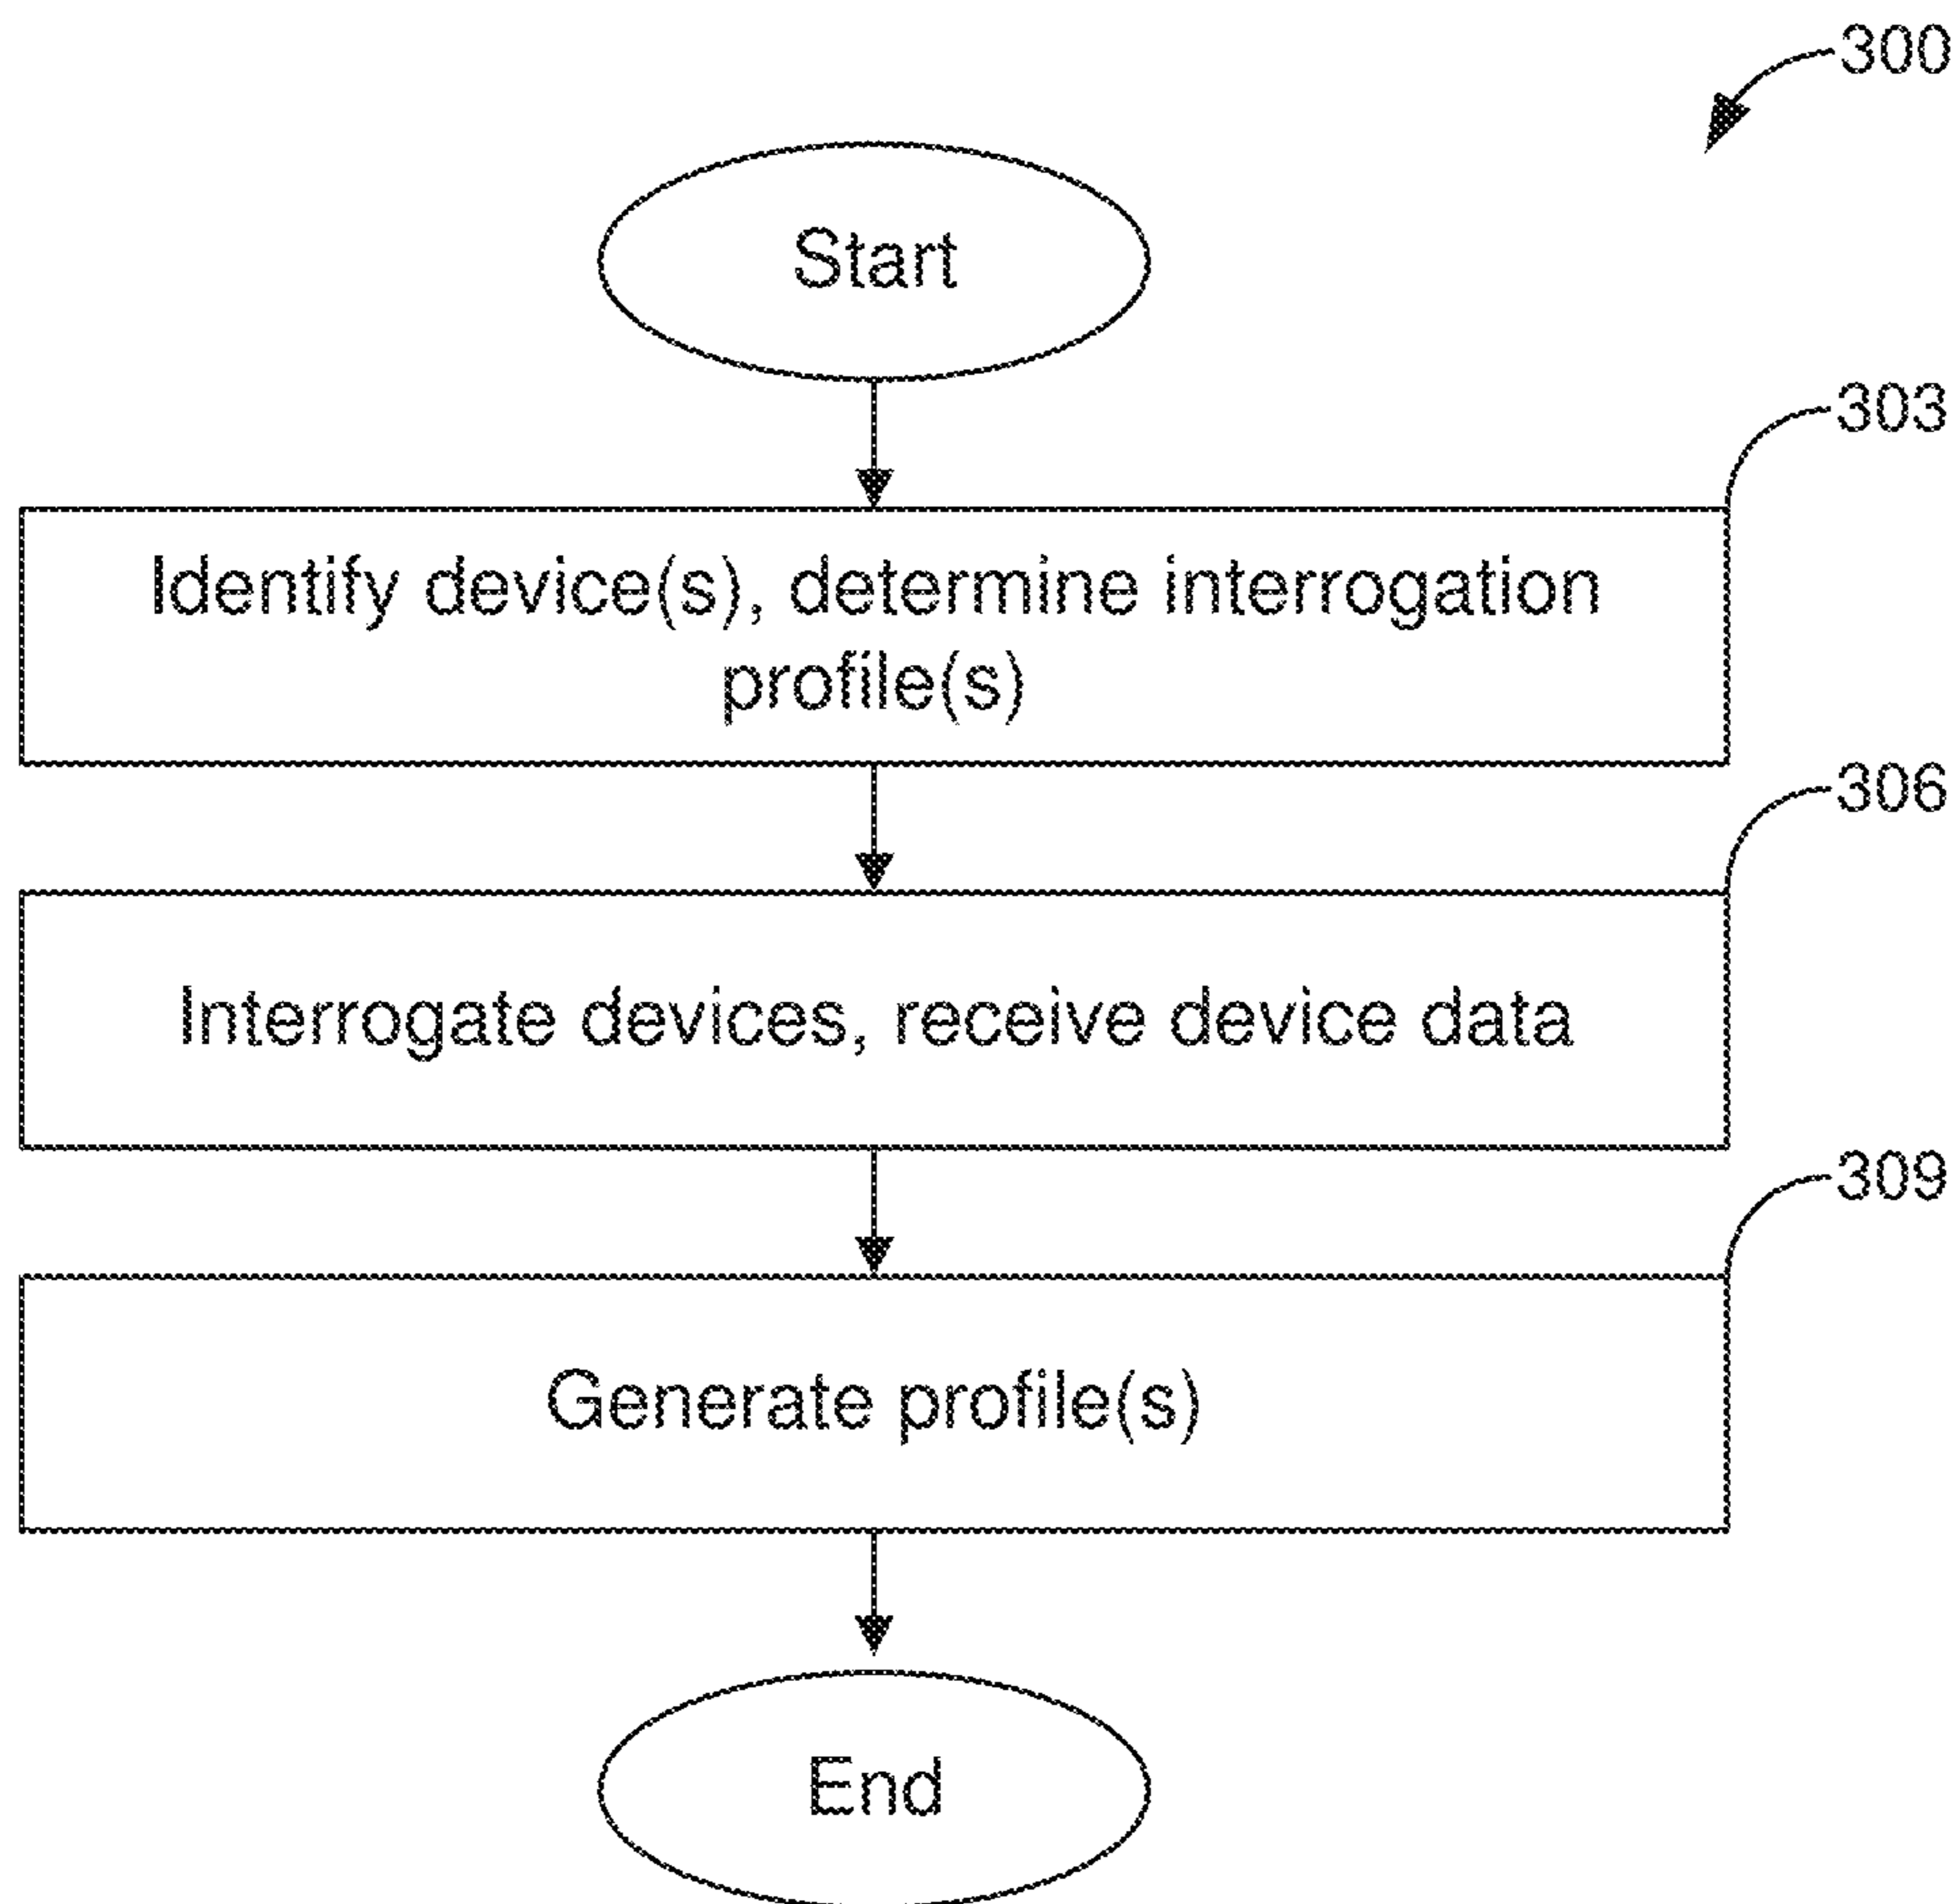 300
Start
303
Identify device(s), determine interrogation
profile(s)
306
Interrogate devices, receive device data
309
Generate profile(s)
End